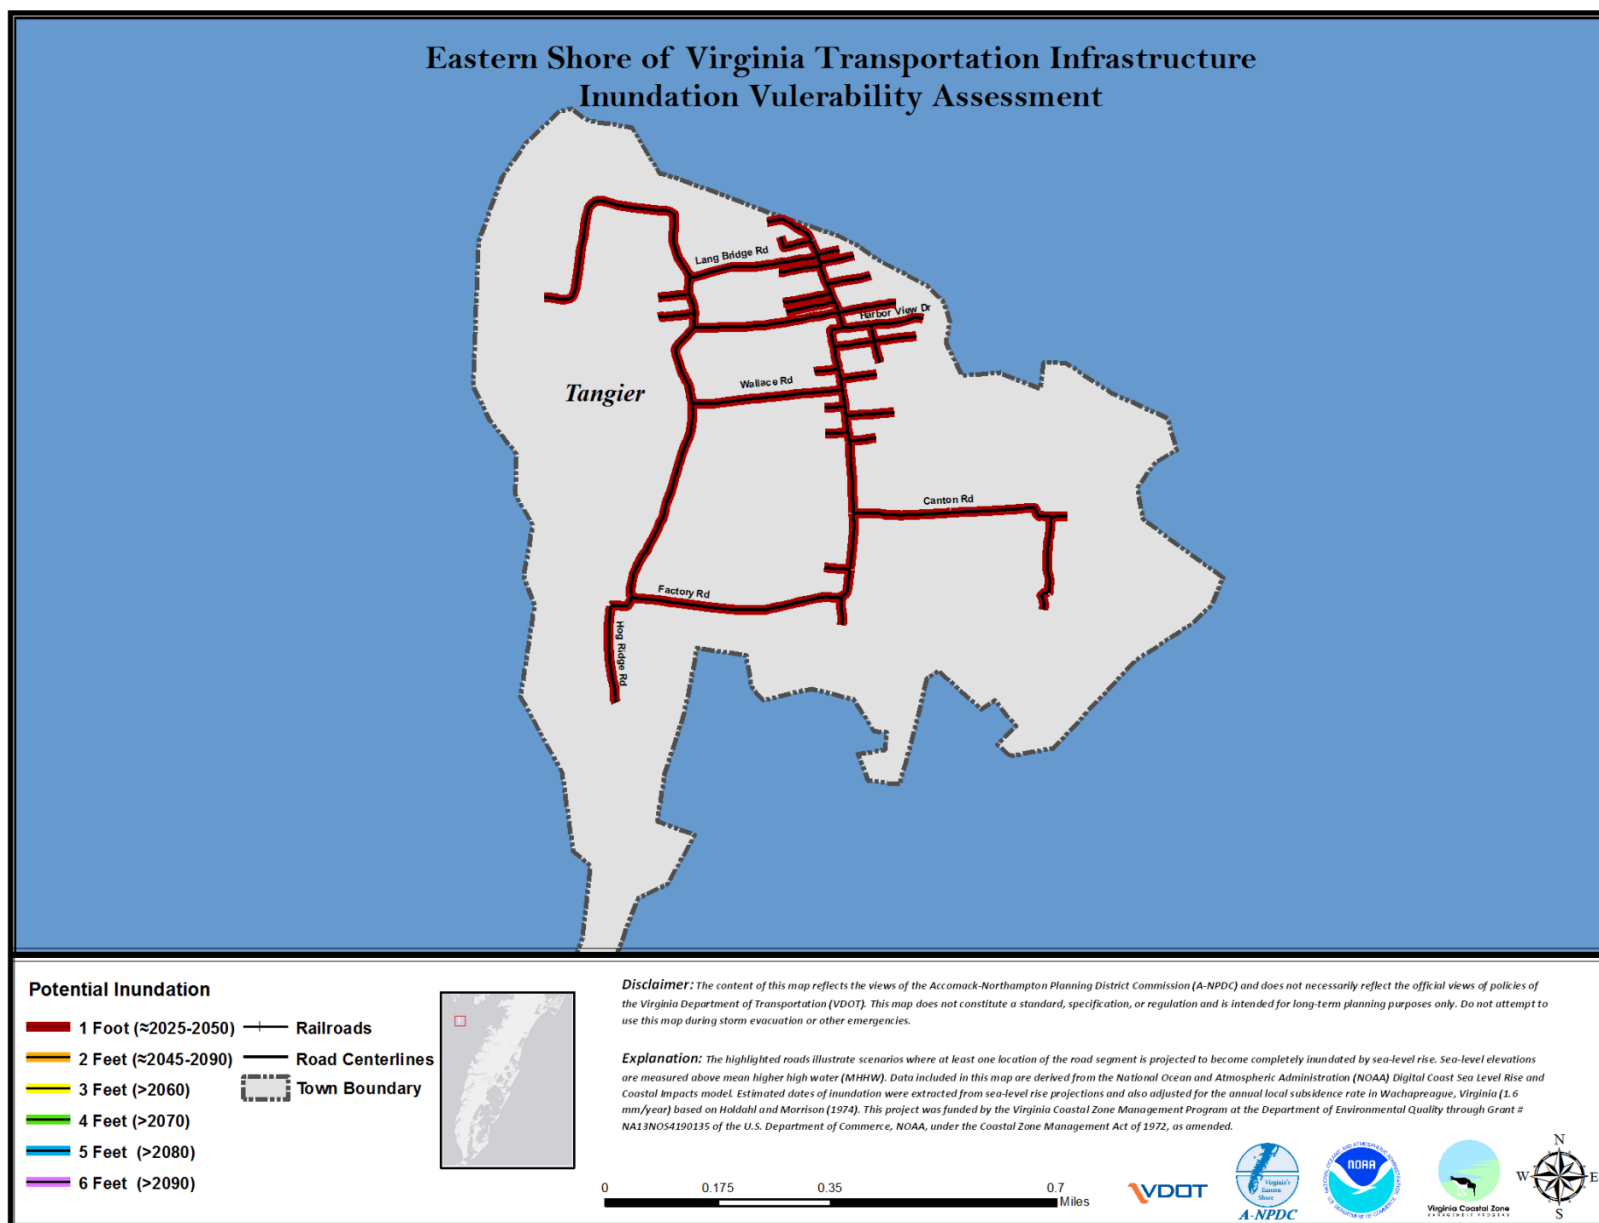 Eastern Shore of Virginia Transportation Infrastructure
Inundation Vulerability Assessment
Lang Bridge Rd
Harbor View Dr
Wallace Rd
Tangier
Canton Rd
Factory Rd
Hog Ridge Rd
Potential Inundation
1 Foot (≈2025-2050)
2 Feet (≈2045-2090)
3 Feet (>2060)
4 Feet (>2070)
5 Feet (>2080)
6 Feet (>2090)
Railroads
Road Centerlines
Town Boundary
Disclaimer: The content of this map reflects the views of the Accomack-Northampton Planning District Commission (A-NPDC) and does not necessarily reflect the official views of policies of
the Virginia Department of Transportation (VDOT). This map does not constitute a standard, specification, or regulation and is intended for long-term planning purposes only. Do not attempt to
use this map during storm evacuation or other emergencies.
Explanation: The highlighted roads illustrate scenarios where at least one location of the road segment is projected to become completely inundated by sea-level rise. Sea-level elevations
are measured above mean higher high water (MHHW). Data included in this map are derived from the National Ocean and Atmospheric Administration (NOAA) Digital Coast Sea Level Rise and
Coastal Impacts model. Estimated dates of inundation were extracted from sea-level rise projections and also adjusted for the annual local subsidence rate in Wachapreague, Virginia (1.6
mm/year) based on Holdahl and Morrison (1974). This project was funded by the Virginia Coastal Zone Management Program at the Department of Environmental Quality through Grant #
NA13NOS4190135 of the U.S. Department of Commerce, NOAA, under the Coastal Zone Management Act of 1972, as amended.
0 0.175 0.35 0.7
Miles
VDOT
Virginia's
Eastern
Shore
A-NPDC
NATIONAL OCEANIC AND ATMOSPHERIC ADMINISTRATION
NOAA
U.S. DEPARTMENT OF COMMERCE
Virginia Coastal Zone
MANAGEMENT PROGRAM
N
W E
S